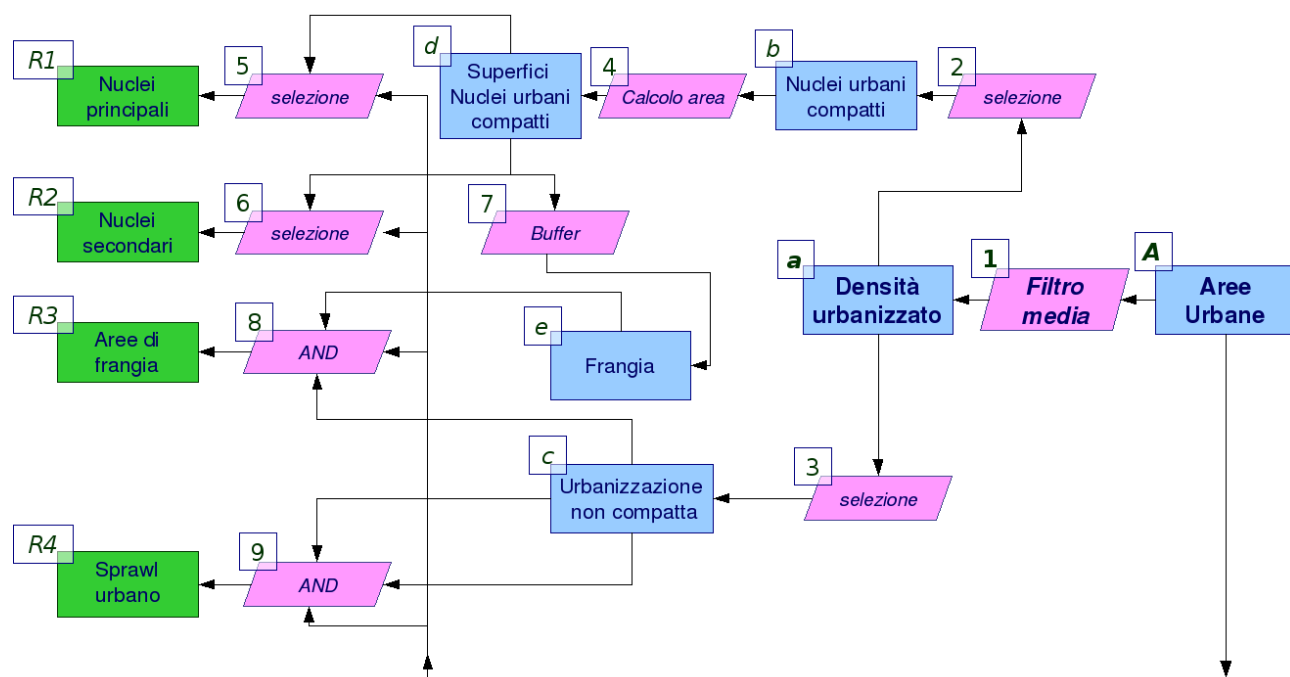 R1
Nuclei
principali
5
selezione
d
Superfici
Nuclei urbani
compatti
4
Calcolo area
b
Nuclei urbani
compatti
2
selezione
R2
Nuclei
secondari
6
selezione
7
Buffer
a
Densità
urbanizzato
1
Filtro
media
A
Aree
Urbane
R3
Aree di
frangia
8
AND
e
Frangia
c
Urbanizzazione
non compatta
3
selezione
R4
Sprawl
urbano
9
AND